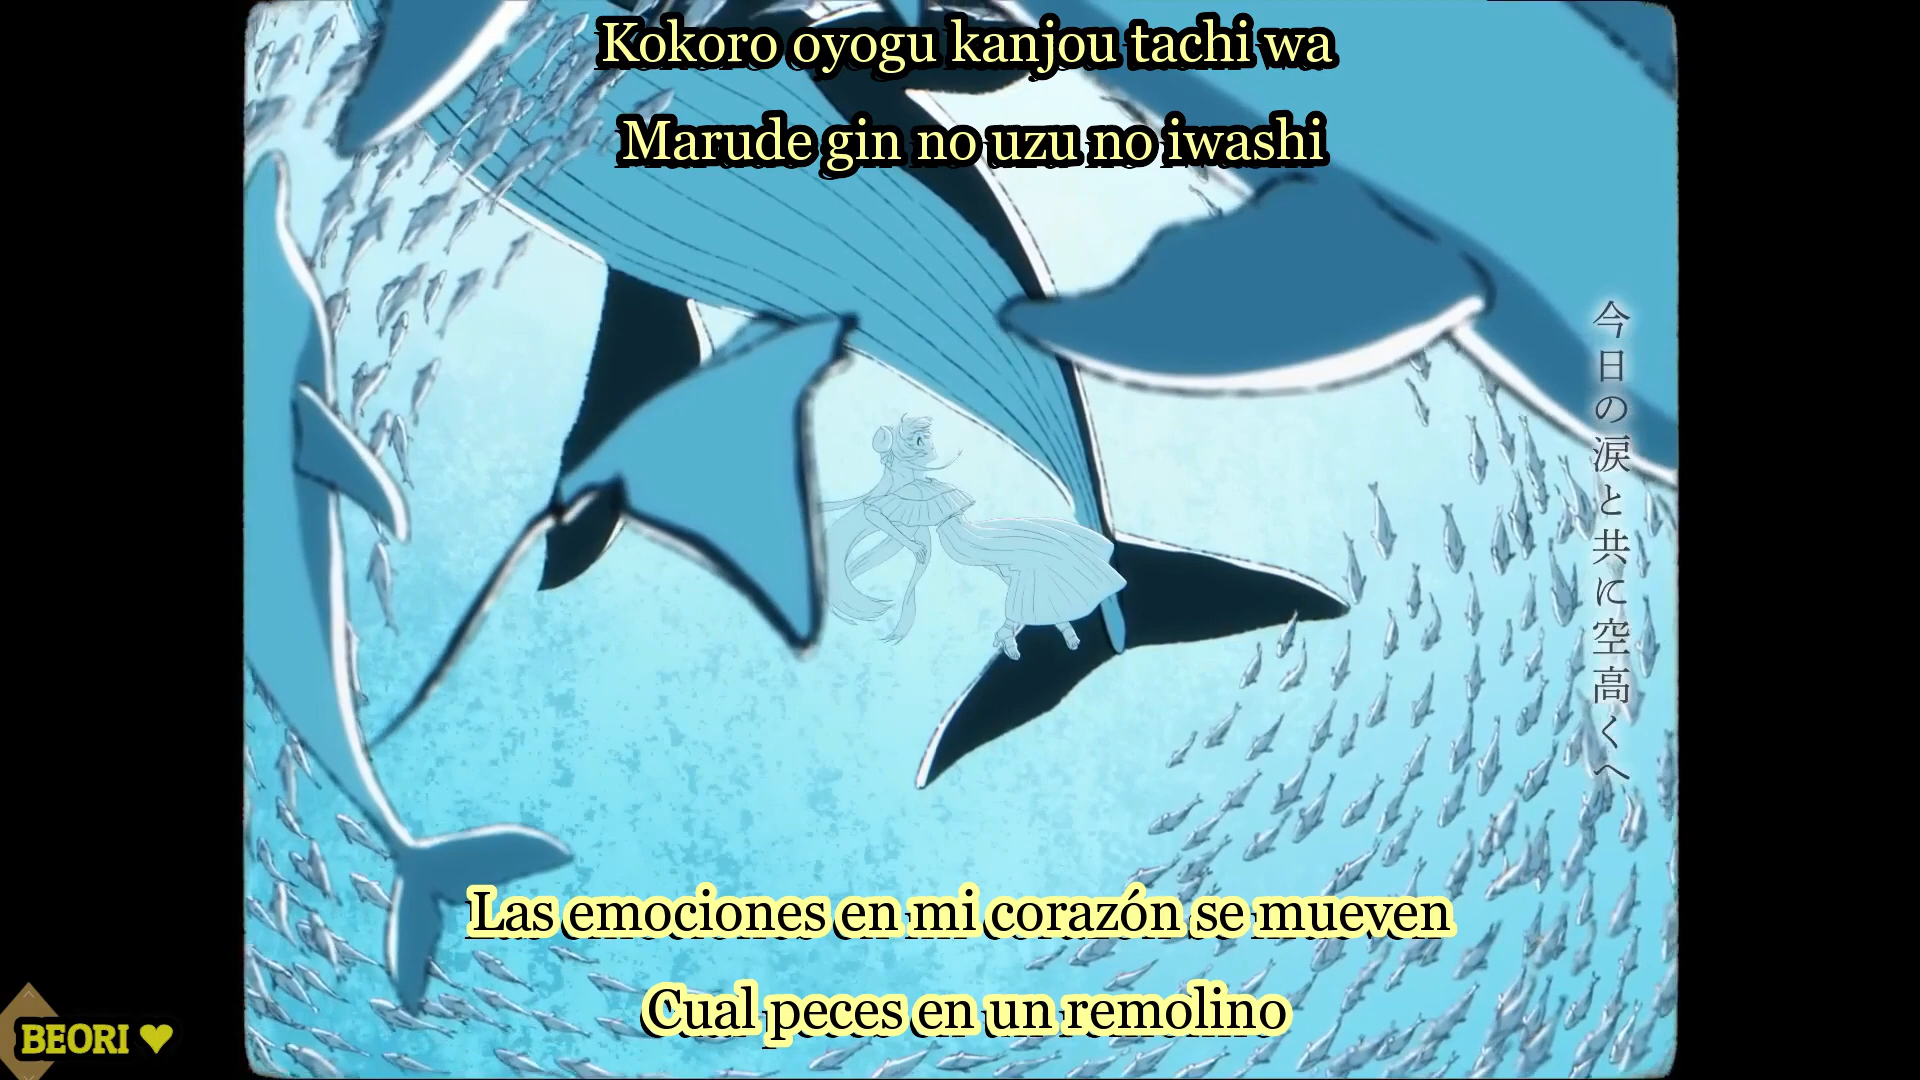 Kokoro oyogu kanjou tachi wa
Marude gin no uzu no iwashi
今日の涙と共に空高くへ
Las emociones en mi corazón se mueven
Cual peces en un remolino
BEORI ♥